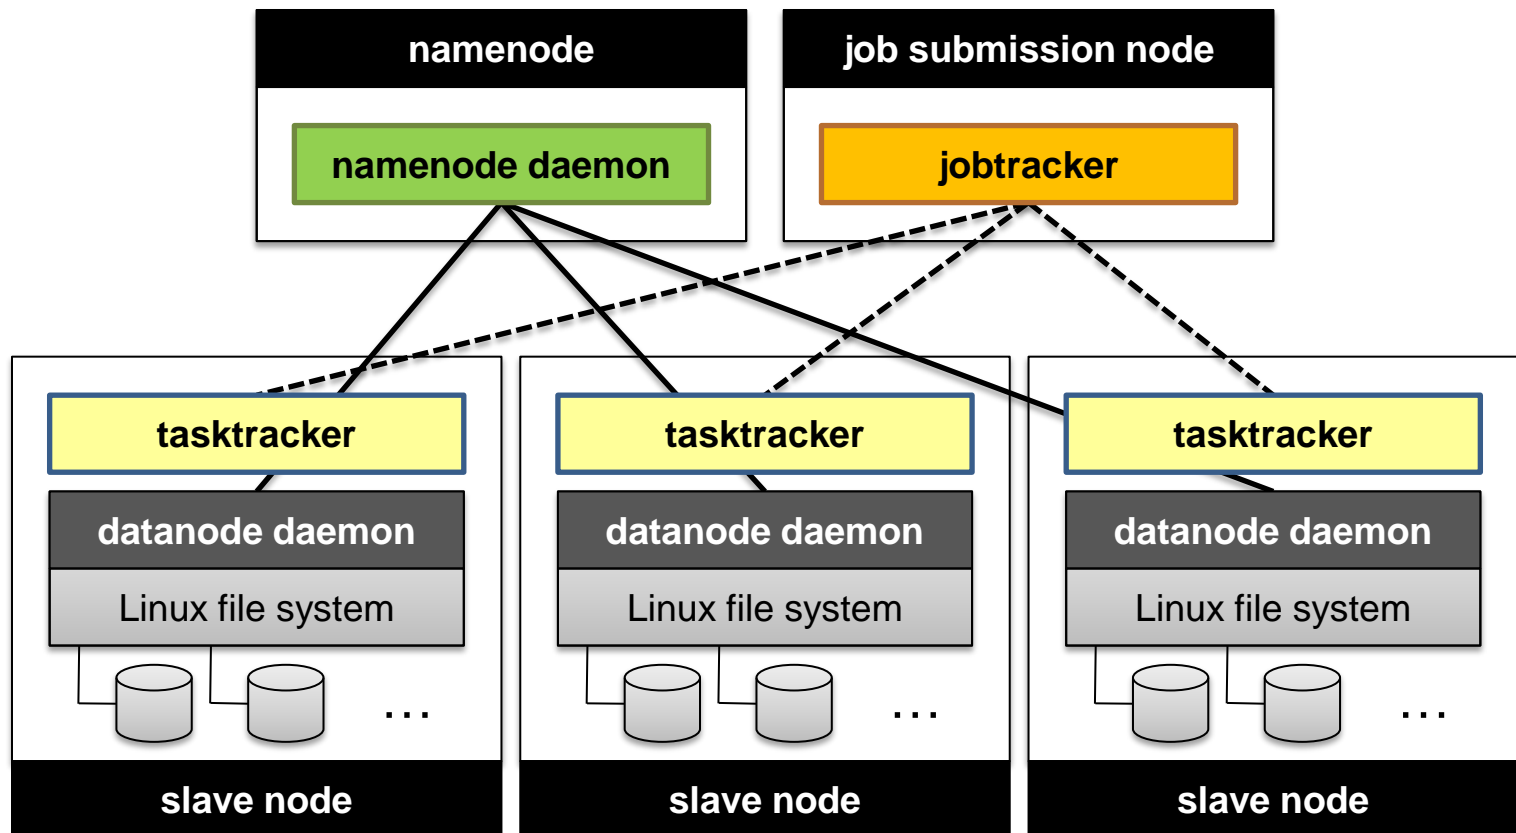 namenode
job submission node
namenode daemon
jobtracker
tasktracker
tasktracker
tasktracker
datanode daemon
datanode daemon
datanode daemon
Linux file system
Linux file system
Linux file system
…
…
…
slave node
slave node
slave node